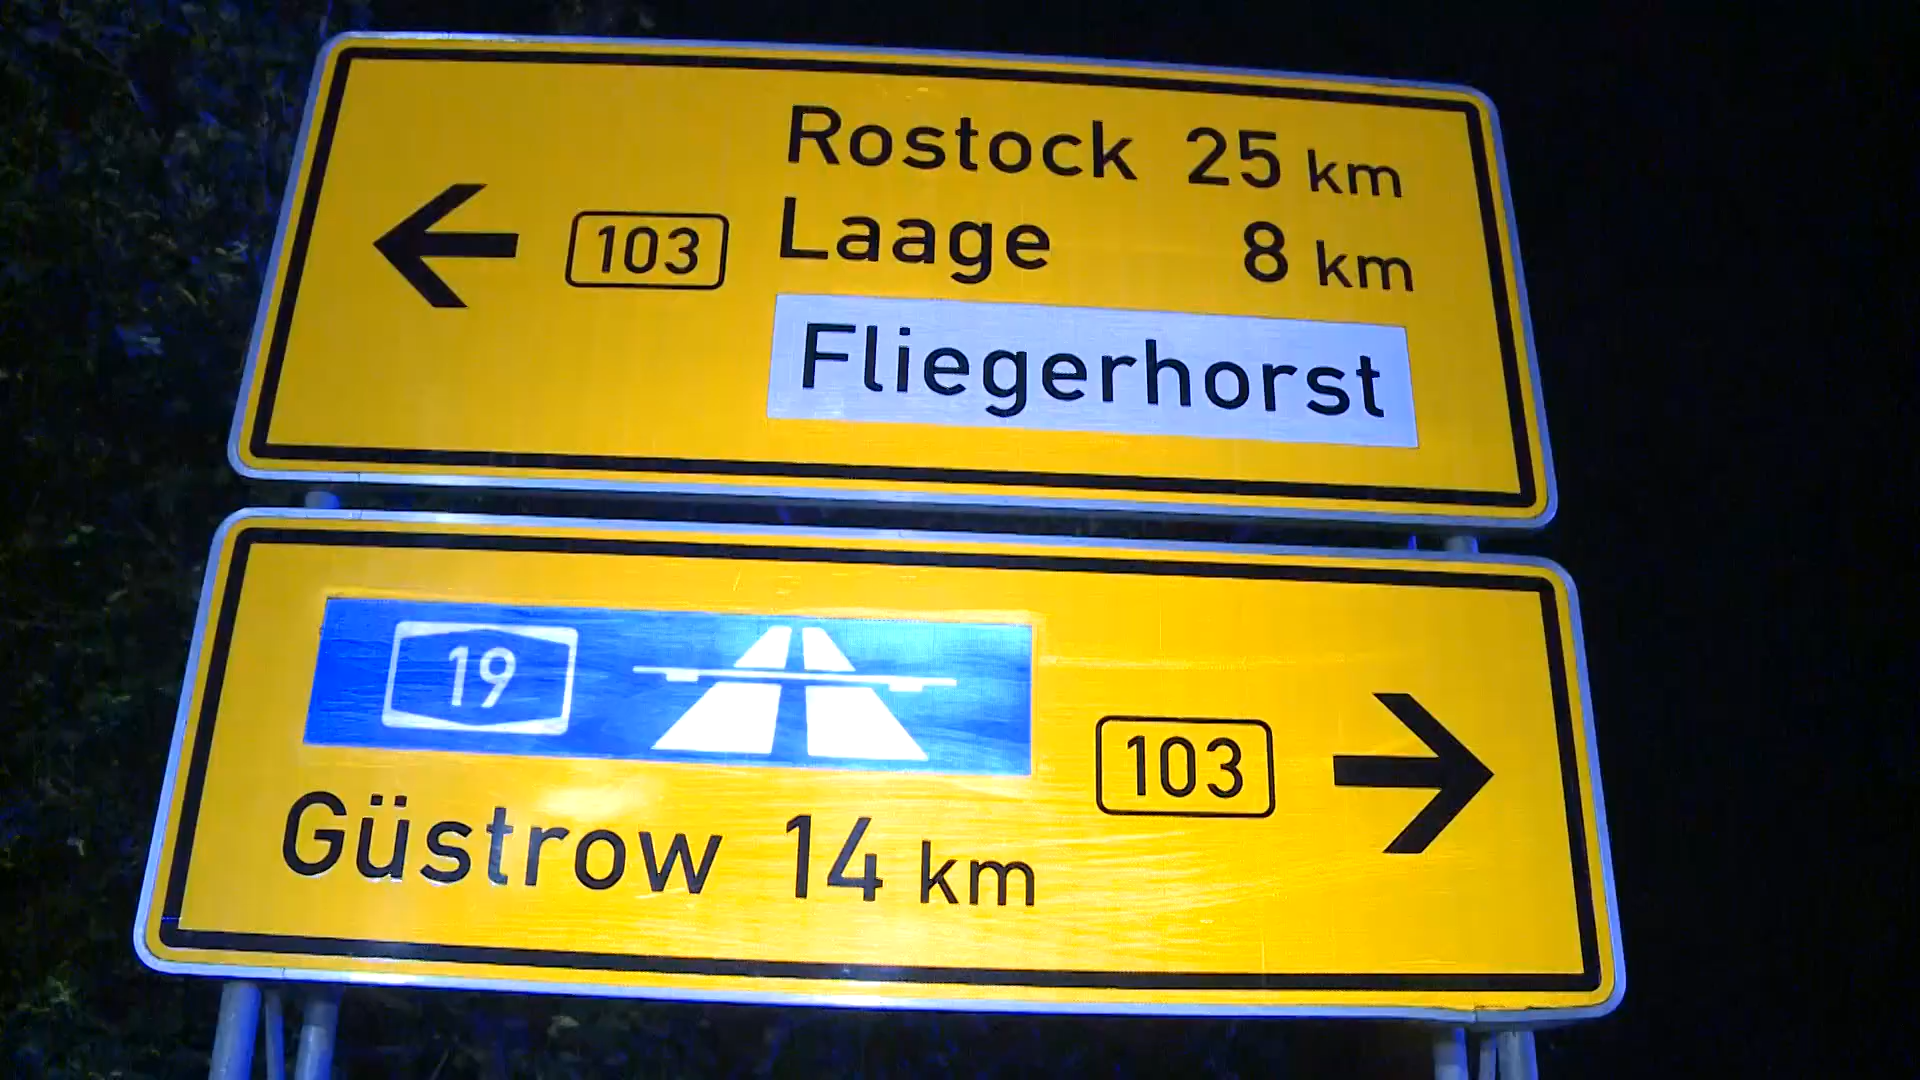 Rostock 25 km
103 Laage 8 km
Fliegerhorst
19
103
Güstrow 14 km